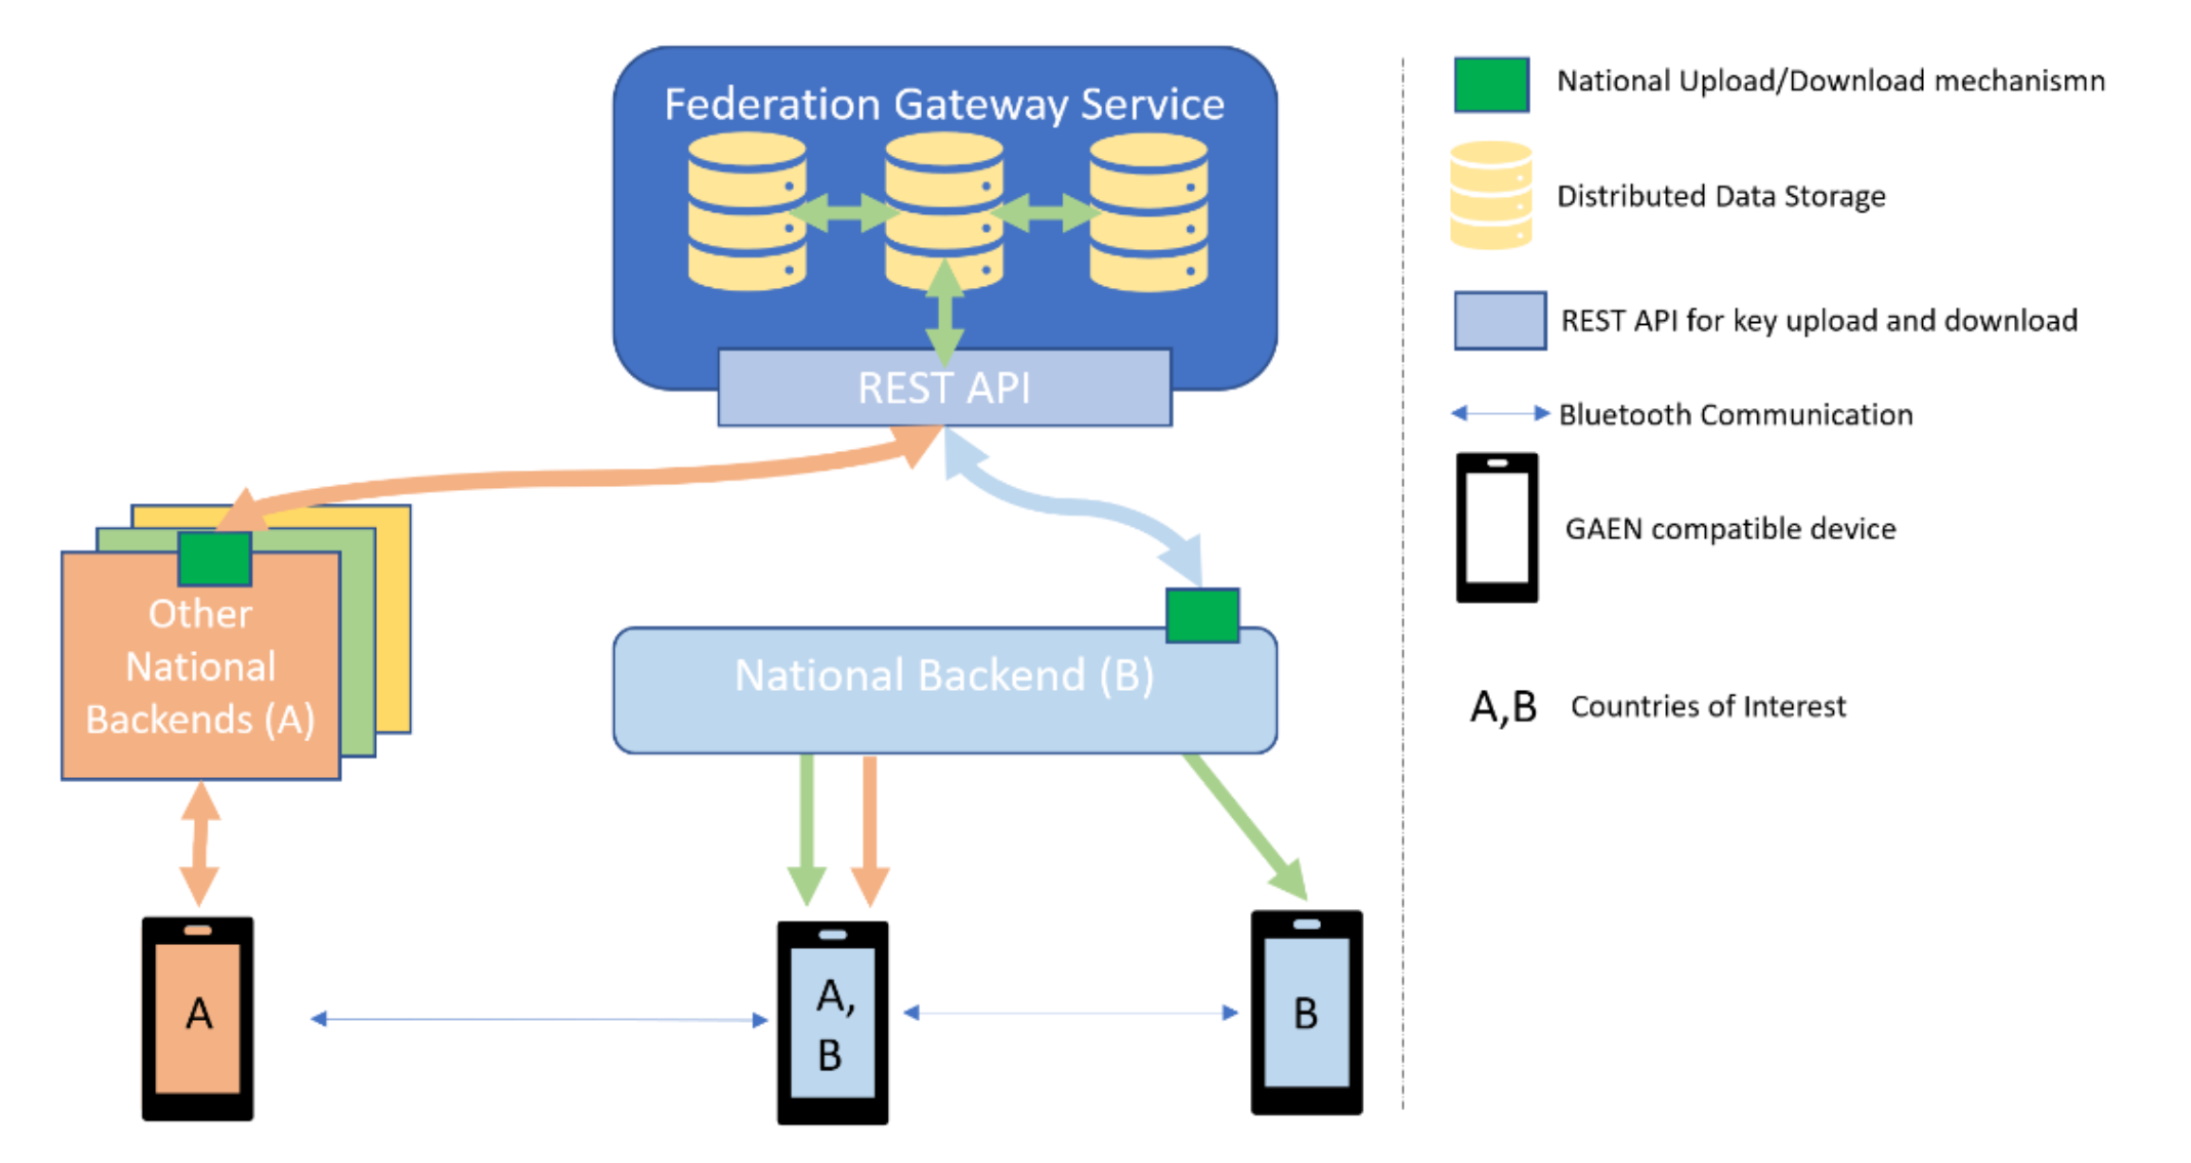 Federation Gateway Service
REST API
Other
National
Backends (A)
National Backend (B)
A
A,
B
B
National Upload/Download mechanismn
Distributed Data Storage
REST API for key upload and download
Bluetooth Communication
GAEN compatible device
A,B Countries of Interest